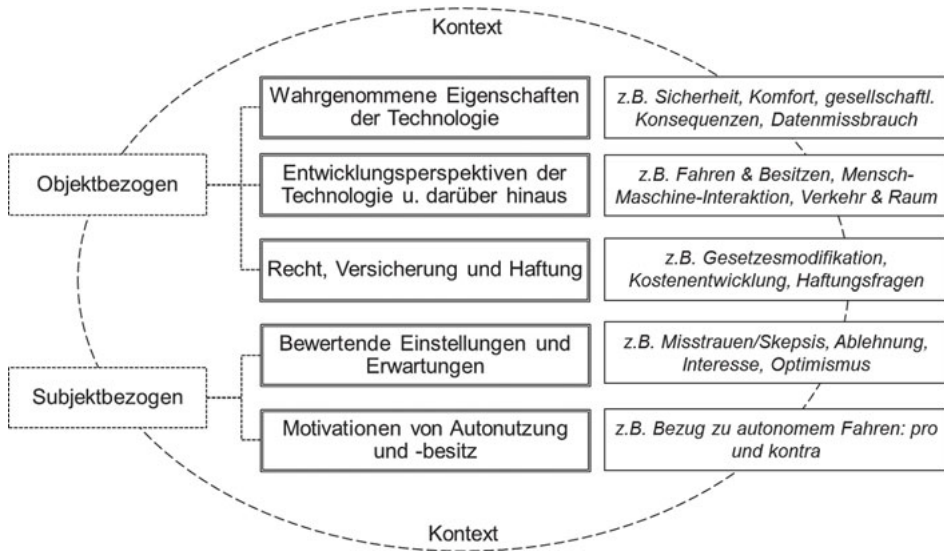 Kontext
Wahrgenommene Eigenschaften
der Technologie
z.B. Sicherheit, Komfort, gesellschaftl.
Konsequenzen, Datenmissbrauch
Objektbezogen
Entwicklungsperspektiven der
Technologie u. darüber hinaus
z.B. Fahren & Besitzen, Mensch-
Maschine-Interaktion, Verkehr & Raum
Recht, Versicherung und Haftung
z.B. Gesetzesmodifikation,
Kostenentwicklung, Haftungsfragen
Subjektbezogen
Bewertende Einstellungen und
Erwartungen
z.B. Misstrauen/Skepsis, Ablehnung,
Interesse, Optimismus
Motivationen von Autonutzung
und -besitz
z.B. Bezug zu autonomem Fahren: pro
und kontra
Kontext